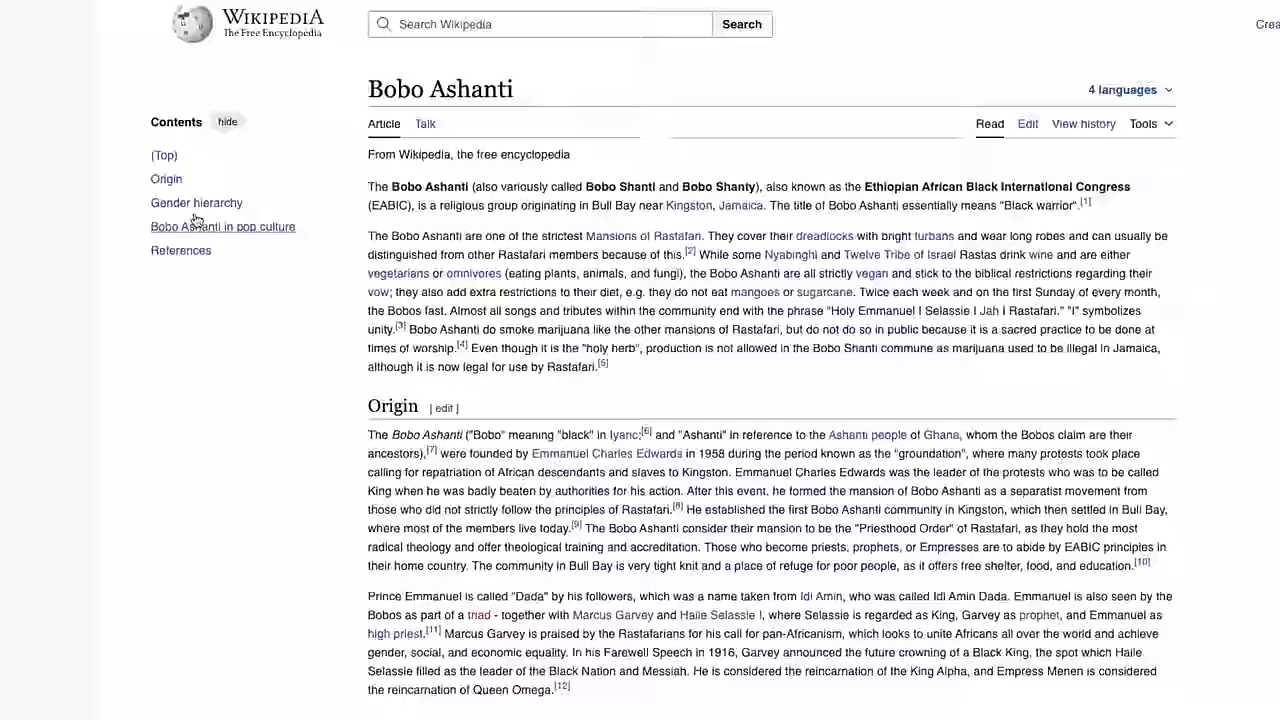 WIKIPEDIA
The Free Encyclopedia
Search Wikipedia
Search
Crea
Bobo Ashanti
4 languages
Contents hide
Article Talk
Read Edit View history Tools
(Top)
From Wikipedia, the free encyclopedia
Origin
Gender hierarchy
Bobo Ashanti in pop culture
References
The Bobo Ashanti (also variously called Bobo Shanti and Bobo Shanty), also known as the Ethiopian African Black International Congress
(EABIC), is a religious group originating in Bull Bay near Kingston, Jamaica. The title of Bobo Ashanti essentially means "Black warrior".[1]
The Bobo Ashanti are one of the strictest Mansions of Rastafari. They cover their dreadlocks with bright turbans and wear long robes and can usually be
distinguished from other Rastafari members because of this.[2] While some Nyabinghi and Twelve Tribe of Israel Rastas drink wine and are either
vegetarians or omnivores (eating plants, animals, and fungi), the Bobo Ashanti are all strictly vegan and stick to the biblical restrictions regarding their
vow; they also add extra restrictions to their diet, e.g. they do not eat mangoes or sugarcane. Twice each week and on the first Sunday of every month,
the Bobos fast. Almost all songs and tributes within the community end with the phrase "Holy Emmanuel I Selassie I Jah I Rastafari." "I" symbolizes
unity.[3] Bobo Ashanti do smoke marijuana like the other mansions of Rastafari, but do not do so in public because it is a sacred practice to be done at
times of worship.[4] Even though it is the "holy herb", production is not allowed in the Bobo Shanti commune as marijuana used to be illegal in Jamaica,
although it is now legal for use by Rastafari.[5]
Origin [ edit ]
The Bobo Ashanti ("Bobo" meaning "black" in Iyaric;[6] and "Ashanti" in reference to the Ashanti people of Ghana, whom the Bobos claim are their
ancestors),[7] were founded by Emmanuel Charles Edwards in 1958 during the period known as the "groundation", where many protests took place
calling for repatriation of African descendants and slaves to Kingston. Emmanuel Charles Edwards was the leader of the protests who was to be called
King when he was badly beaten by authorities for his action. After this event, he formed the mansion of Bobo Ashanti as a separatist movement from
those who did not strictly follow the principles of Rastafari.[8] He established the first Bobo Ashanti community in Kingston, which then settled in Bull Bay,
where most of the members live today.[9] The Bobo Ashanti consider their mansion to be the "Priesthood Order" of Rastafari, as they hold the most
radical theology and offer theological training and accreditation. Those who become priests, prophets, or Empresses are to abide by EABIC principles in
their home country. The community in Bull Bay is very tight knit and a place of refuge for poor people, as it offers free shelter, food, and education.[10]
Prince Emmanuel is called "Dada" by his followers, which was a name taken from Idi Amin, who was called Idi Amin Dada. Emmanuel is also seen by the
Bobos as part of a triad - together with Marcus Garvey and Haile Selassie I, where Selassie is regarded as King, Garvey as prophet, and Emmanuel as
high priest.[11] Marcus Garvey is praised by the Rastafarians for his call for pan-Africanism, which looks to unite Africans all over the world and achieve
gender, social, and economic equality. In his Farewell Speech in 1916, Garvey announced the future crowning of a Black King, the spot which Haile
Selassie filled as the leader of the Black Nation and Messiah. He is considered the reincarnation of the King Alpha, and Empress Menen is considered
the reincarnation of Queen Omega.[12]